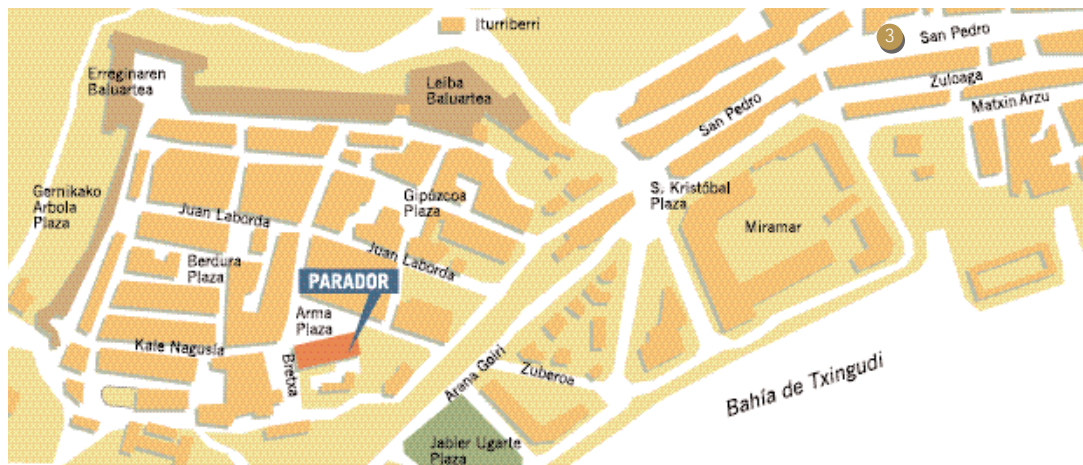 Iturriberri
3
San Pedro
Erreginaren
Baluartea
Leiba
Baluartea
Zuloaga
Matxin Arzu
San Pedro
Gernikako
Arbola
Plaza
Gipózcoa
Plaza
S. Kristóbal
Plaza
Juan Laborda
Miramar
Juan Laborda
Berdura
Plaza
PARADOR
Arma
Plaza
Kale Nagusia
Bretxa
Arana Goiri
Zuberoa
Bahía de Txingudi
Jabier Ugarte
Plaza